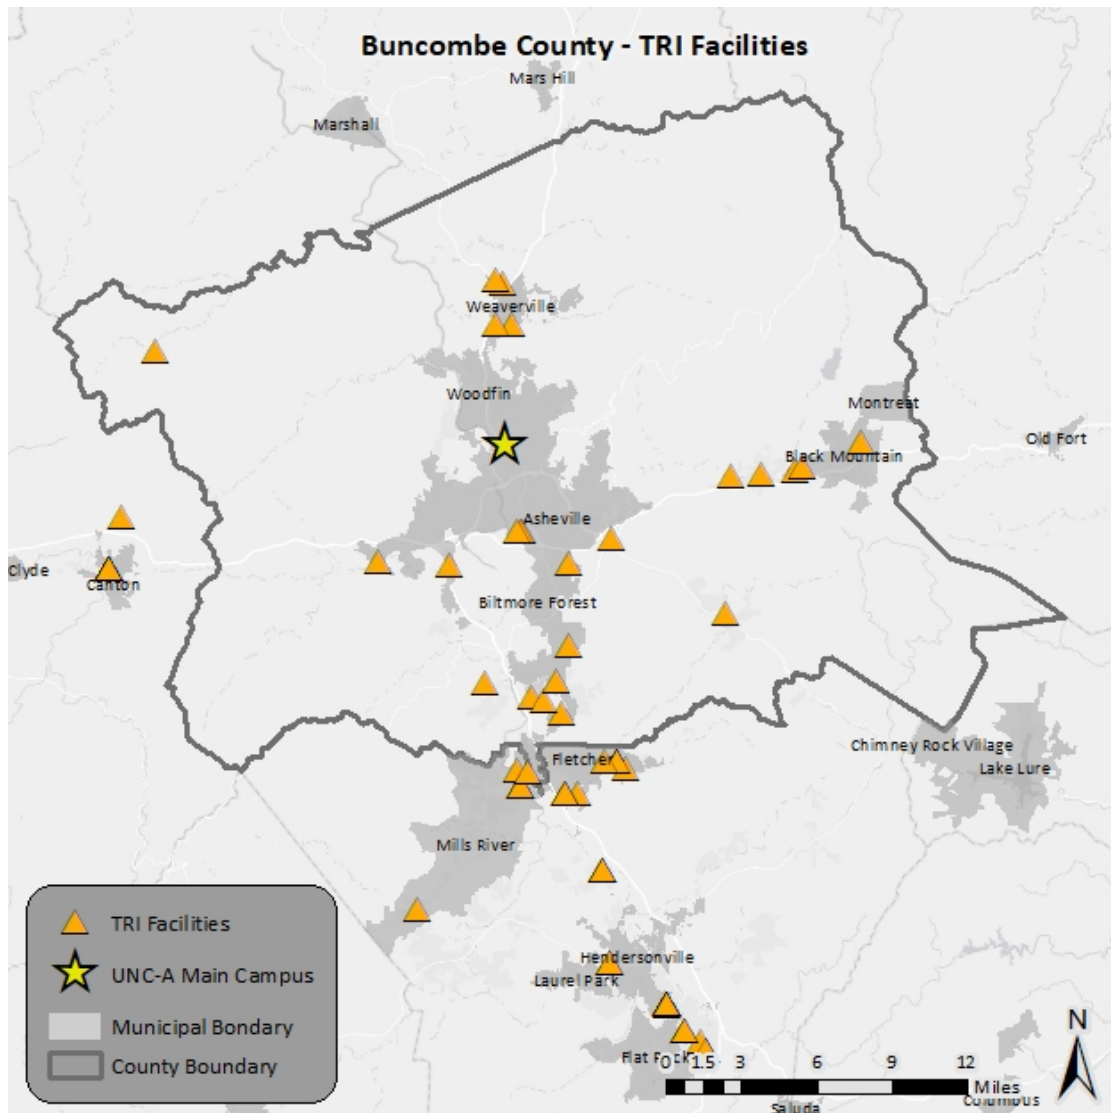 Buncombe County - TRI Facilities
Mars Hill
Marshall
Weaverville
Woodfin
Montreat
Old Fort
Black Mountain
Asheville
Clyde
Canton
Biltmore Forest
Chimney Rock Village
Fletcher
Lake Lure
Mills River
TRI Facilities
Hendersonville
UNC-A Main Campus
Laurel Park
N
Municipal Bondary
Flat Rock
0 1.5 3 6 9 12
County Boundary
Miles
Saluda
Columbus